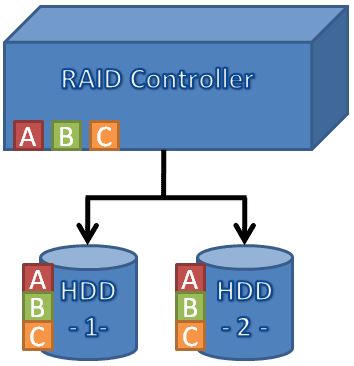 RAID Controller
A B C
A
B
C
HDD
- 1-
A
B
C
HDD
- 2 -